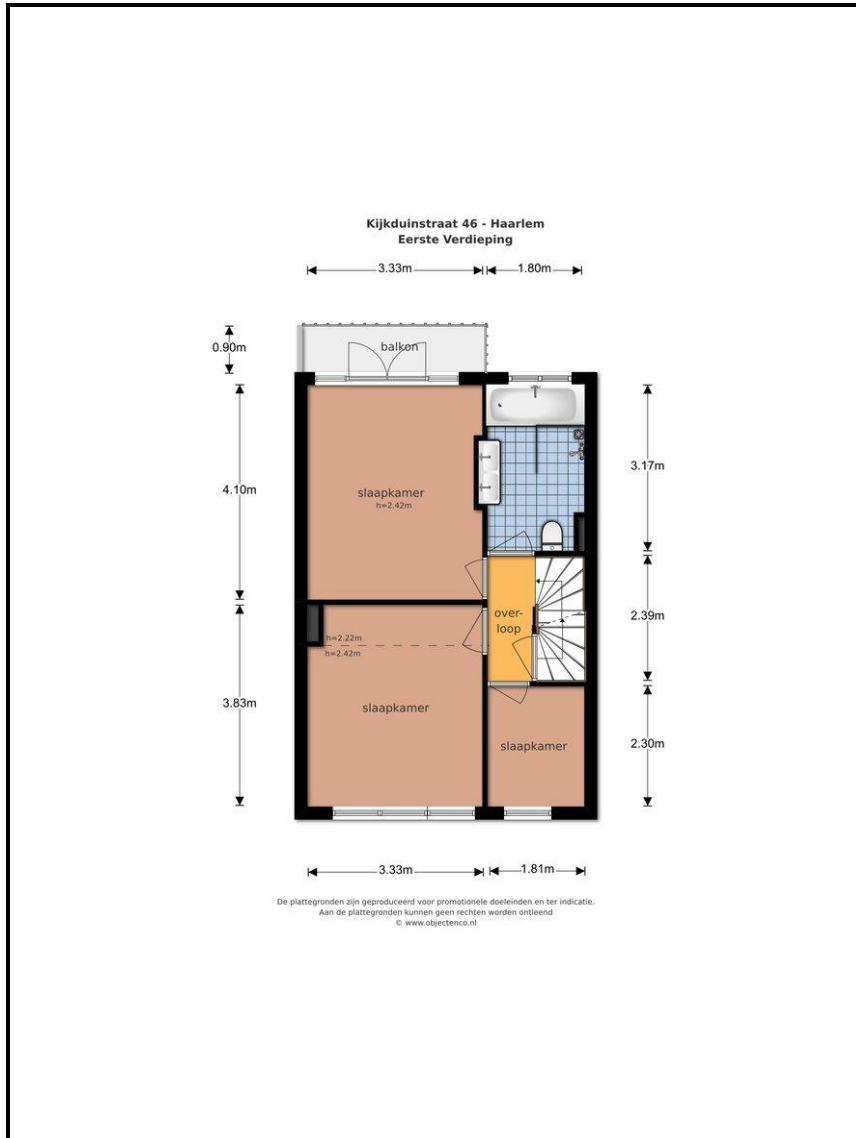 Kijkduinstraat 46 - Haarlem
Eerste Verdieping
3.33m
1.80m
0.90m
balkon
4.10m
slaapkamer
h=2.42m
3.17m
over-
loop
2.39m
h=2.22m
h=2.42m
3.83m
slaapkamer
slaapkamer
2.30m
3.33m
1.81m
De plattegronden zijn geproduceerd voor promotionele doeleinden en ter indicatie.
Aan de plattegronden kunnen geen rechten worden ontleend
© www.objectenco.nl